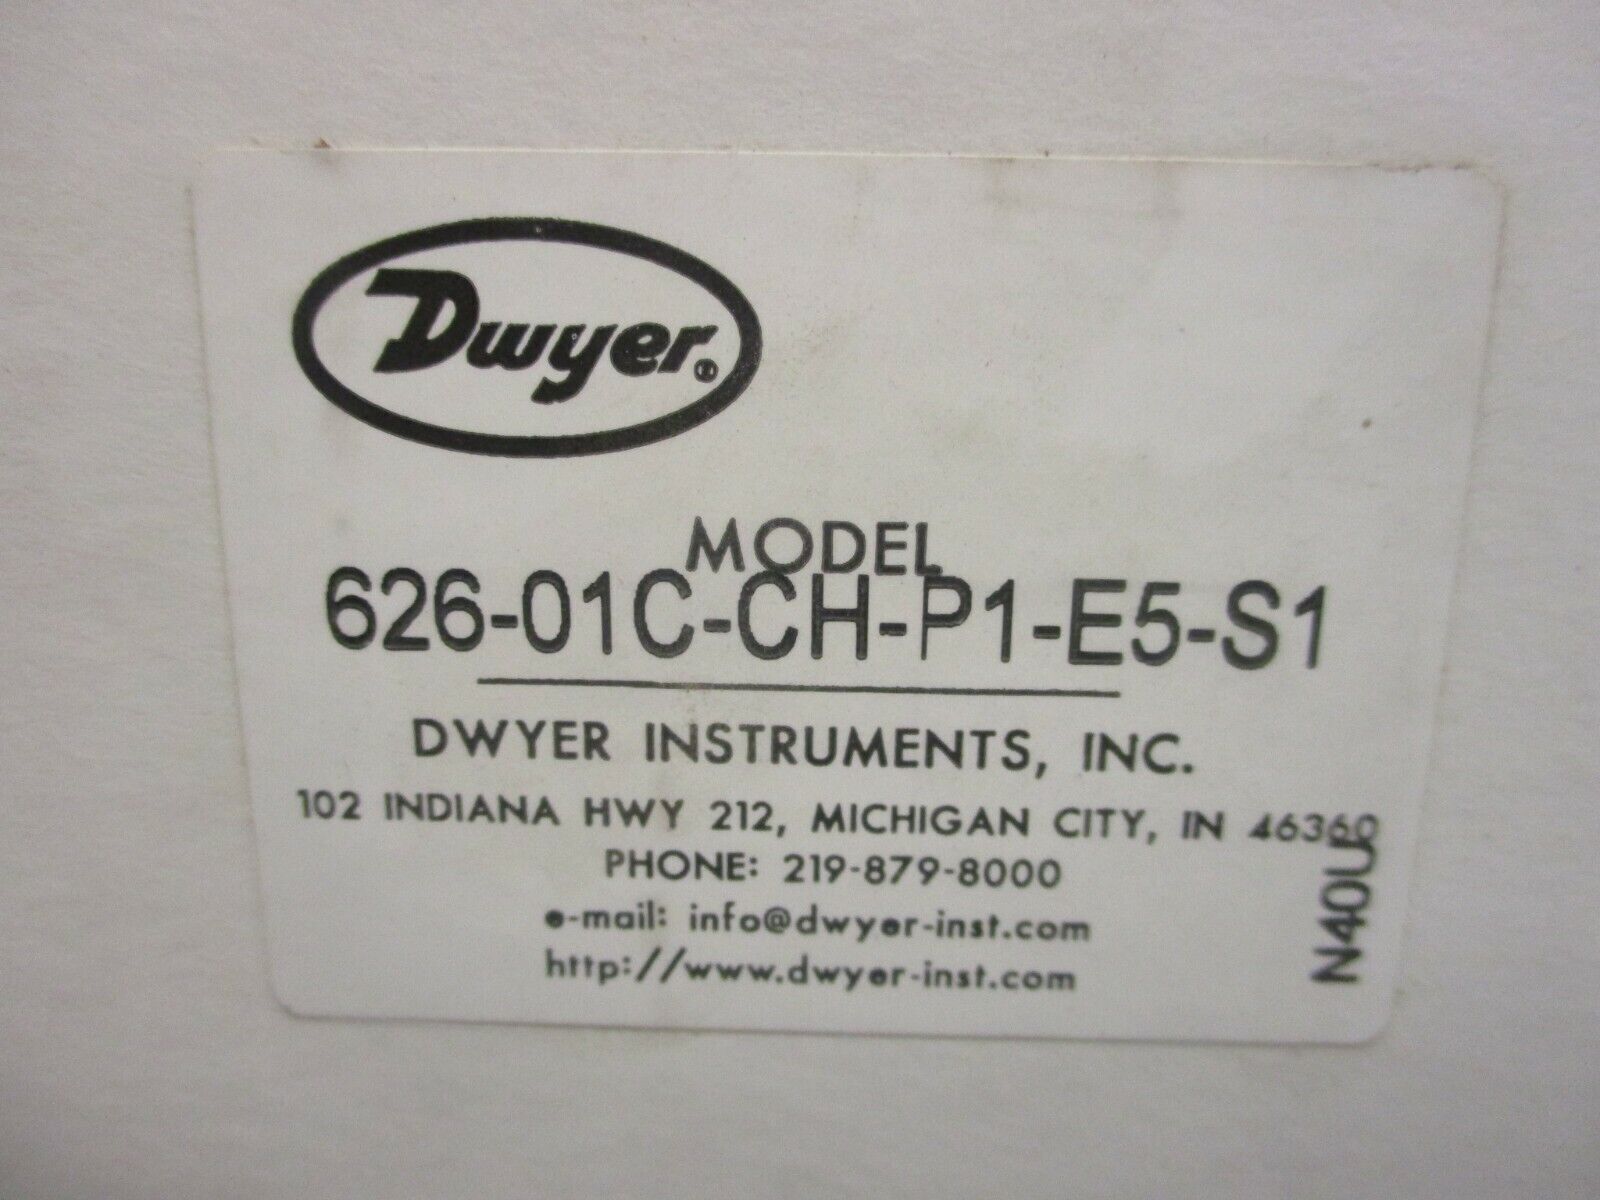 Dwyer®
MODEL
626-01C-CH-P1-E5-S1
DWYER INSTRUMENTS, INC.
102 INDIANA HWY 212, MICHIGAN CITY, IN 46360
PHONE: 219-879-8000
e-mail: info@dwyer-inst.com
http://www.dwyer-inst.com